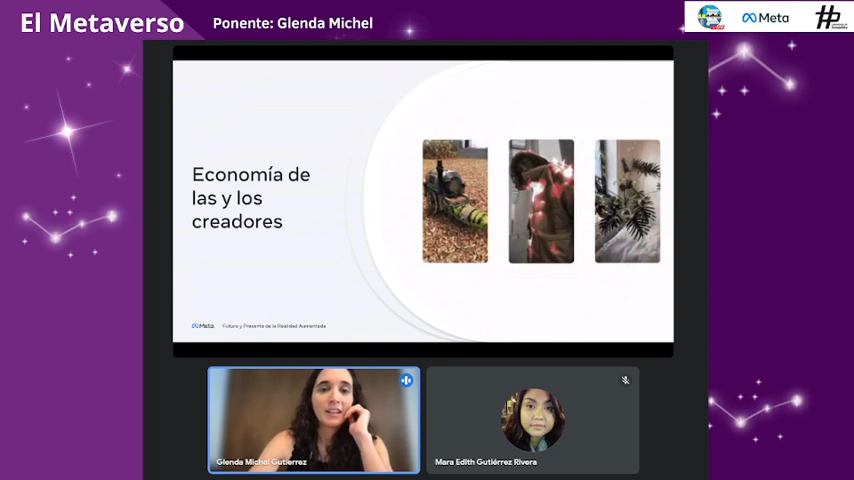 El Metaverso
Ponente: Glenda Michel
Meta
Economía de
las y los
creadores
Meta Futuro y Presente de la Realidad Aumentada
Glenda Michel Gutierrez
Mara Edith Gutiérrez Rivera